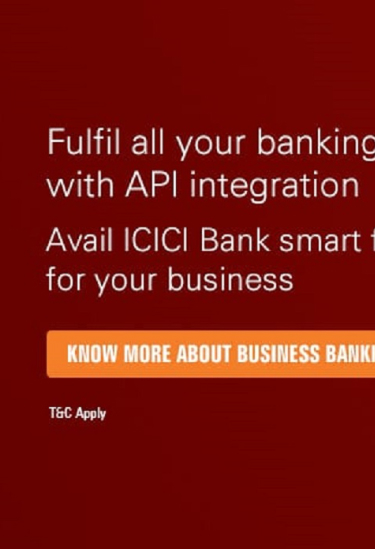 Fulfil all your banking
with API integration
Avail ICICI Bank smart
for your business
KNOW MORE ABOUT BUSINESS
T&C Apply